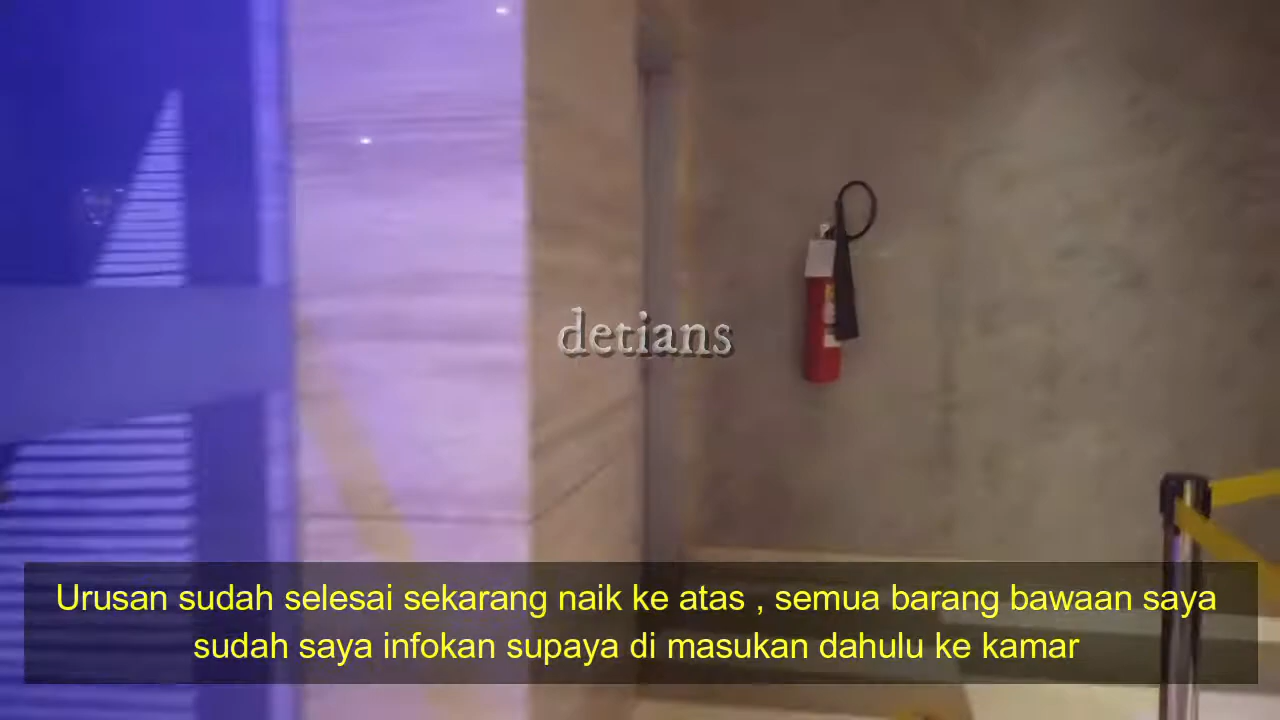 detians
Urusan sudah selesai sekarang naik ke atas , semua barang bawaan saya
sudah saya infokan supaya di masukan dahulu ke kamar